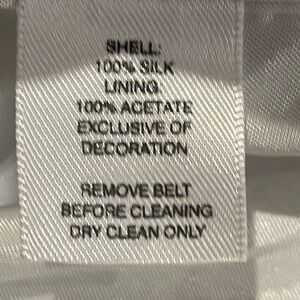 SHELL:
100% SILK
LINING
100% ACETATE
EXCLUSIVE OF
DECORATION
REMOVE BELT
BEFORE CLEANING
DRY CLEAN ONLY